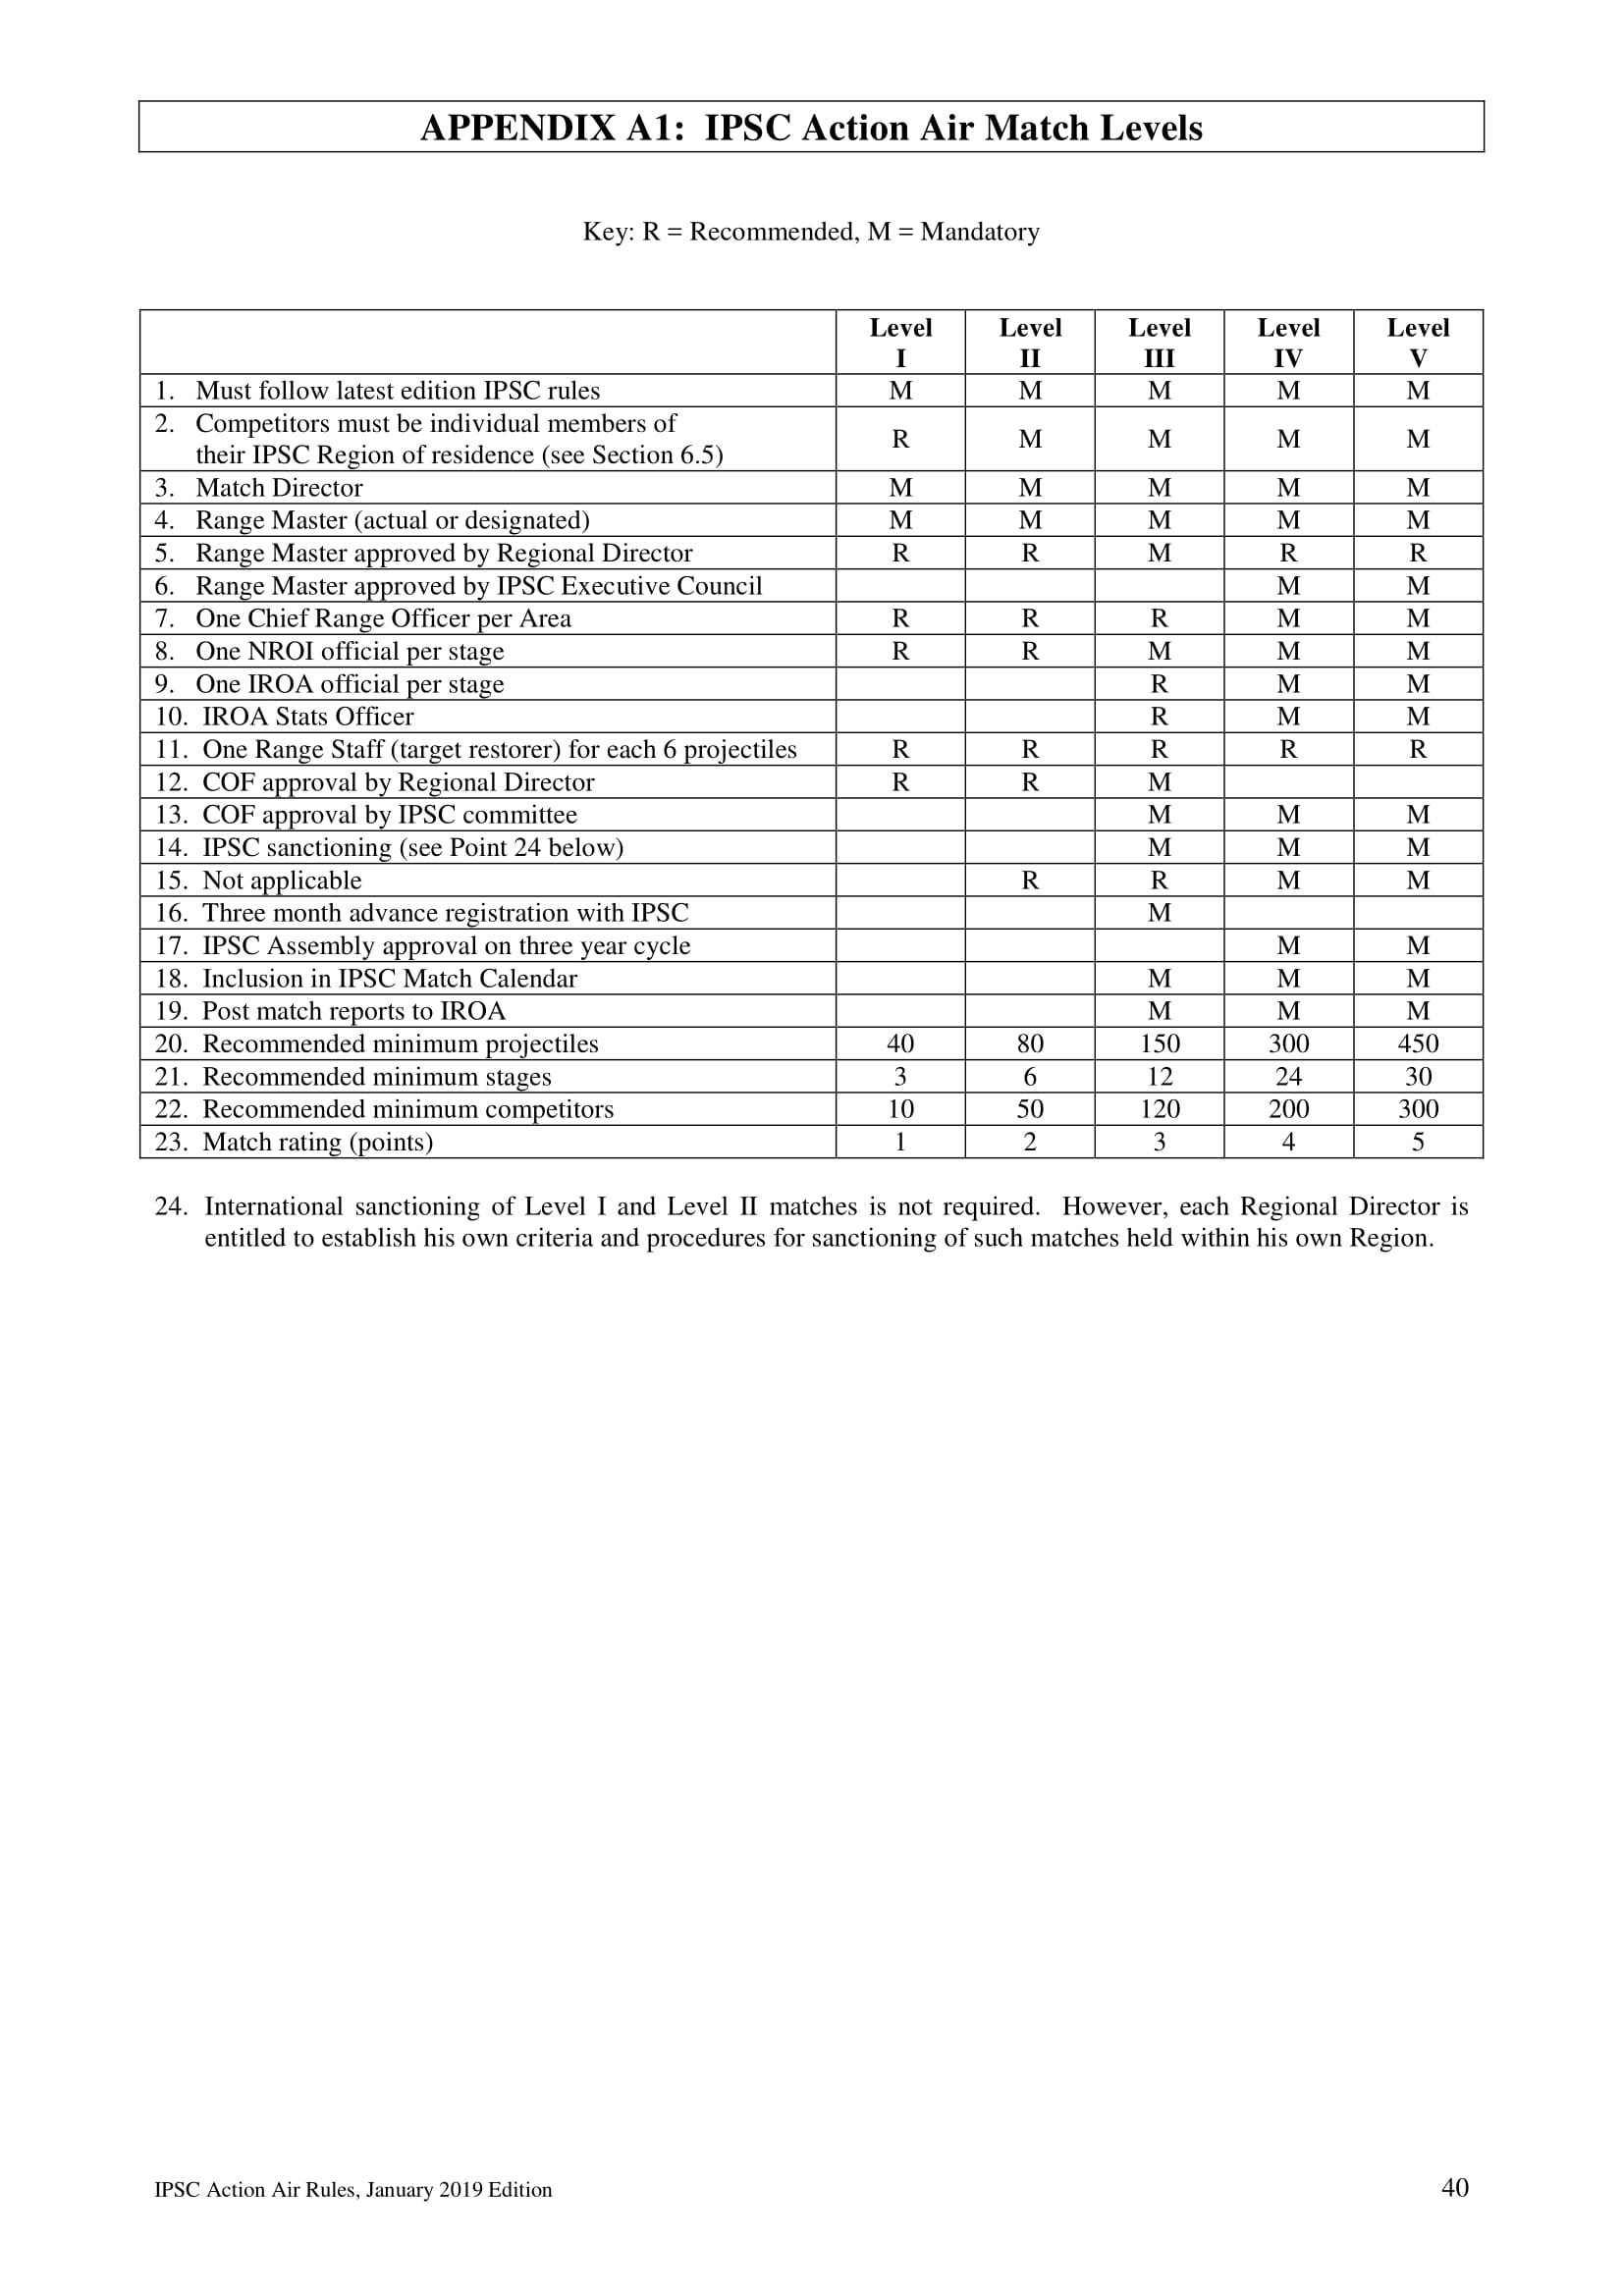 APPENDIX A1: IPSC Action Air Match Levels
Key: R = Recommended, M = Mandatory
Level Level Level Level Level
I II III IV V
1. Must follow latest edition IPSC rules M M M M M
2. Competitors must be individual members of
their IPSC Region of residence (see Section 6.5) R M M M M
3. Match Director M M M M M
4. Range Master (actual or designated) M M M M M
5. Range Master approved by Regional Director R R M R R
6. Range Master approved by IPSC Executive Council M M
7. One Chief Range Officer per Area R R R M M
8. One NROI official per stage R R M M M
9. One IROA official per stage R M M
10. IROA Stats Officer R M M
11. One Range Staff (target restorer) for each 6 projectiles R R R R R
12. COF approval by Regional Director R R M
13. COF approval by IPSC committee M M M
14. IPSC sanctioning (see Point 24 below) M M M
15. Not applicable R R M M
16. Three month advance registration with IPSC M
17. IPSC Assembly approval on three year cycle M M
18. Inclusion in IPSC Match Calendar M M M
19. Post match reports to IROA M M M
20. Recommended minimum projectiles 40 80 150 300 450
21. Recommended minimum stages 3 6 12 24 30
22. Recommended minimum competitors 10 50 120 200 300
23. Match rating (points) 1 2 3 4 5
24. International sanctioning of Level I and Level II matches is not required. However, each Regional Director is
entitled to establish his own criteria and procedures for sanctioning of such matches held within his own Region.
IPSC Action Air Rules, January 2019 Edition 40